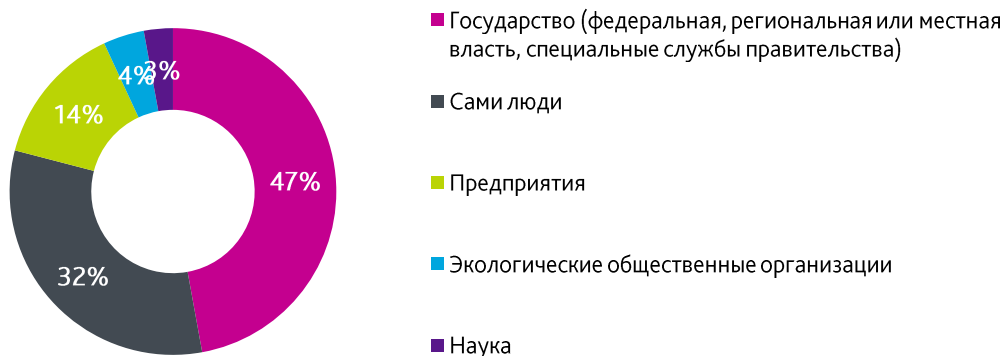 Государство (федеральная, региональная или местная
власть, специальные службы правительства)
Сами люди
Предприятия
Экологические общественные организации
Наука
47%
32%
14%
4%
3%